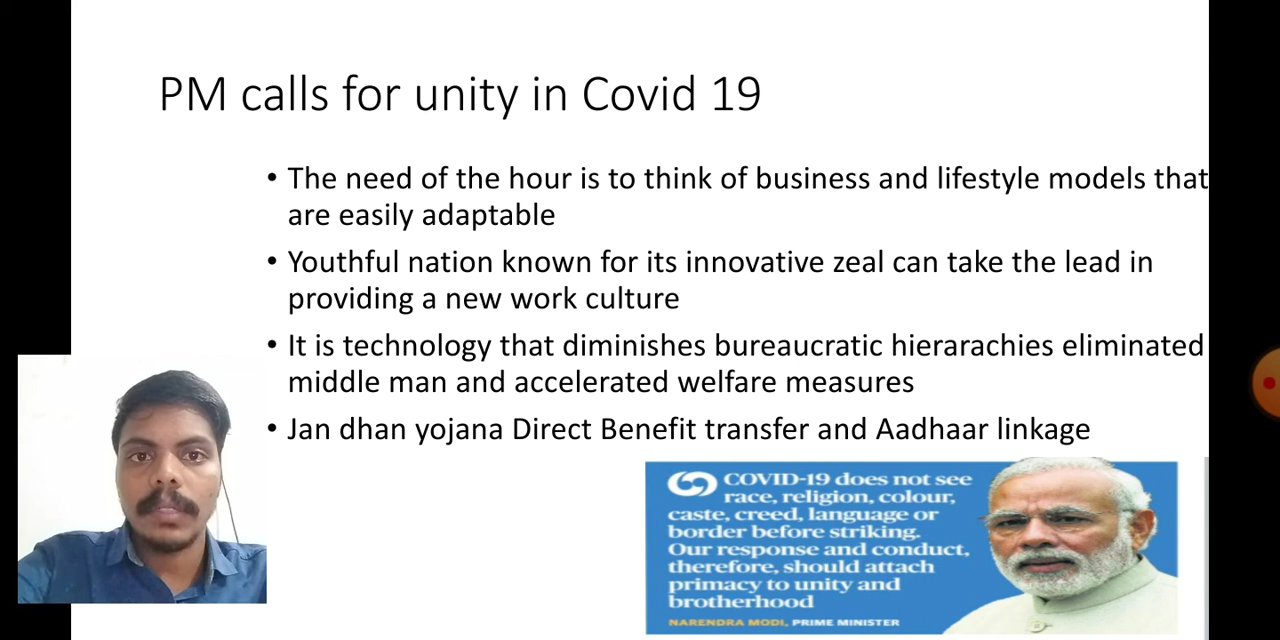 PM calls for unity in Covid 19
• The need of the hour is to think of business and lifestyle models that
are easily adaptable
• Youthful nation known for its innovative zeal can take the lead in
providing a new work culture
• It is technology that diminishes bureaucratic hierarachies eliminated
middle man and accelerated welfare measures
• Jan dhan yojana Direct Benefit transfer and Aadhaar linkage
COVID-19 does not see
race, religion, colour,
caste, creed, language or
border before striking.
Our response and conduct,
therefore, should attach
primacy to unity and
brotherhood
NARENDRA MODI, PRIME MINISTER